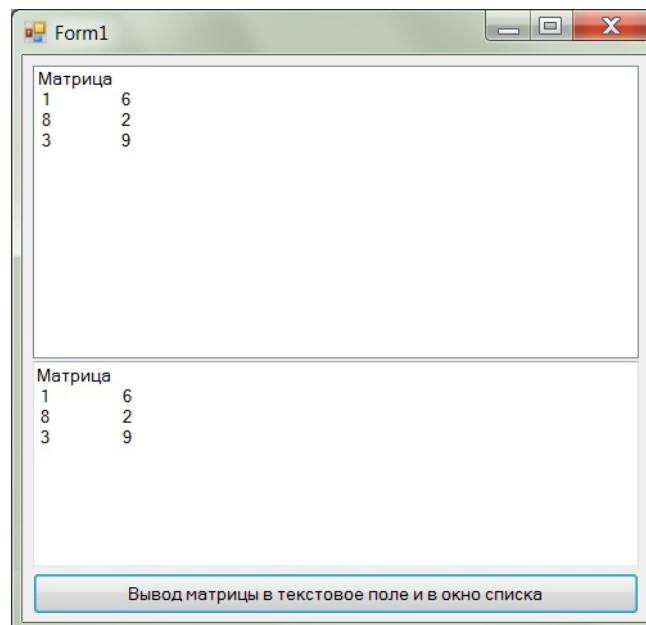 Form1
Матрица
1 6
8 2
3 9
Матрица
1 6
8 2
3 9
Вывод матрицы в текстовое поле и в окно списка